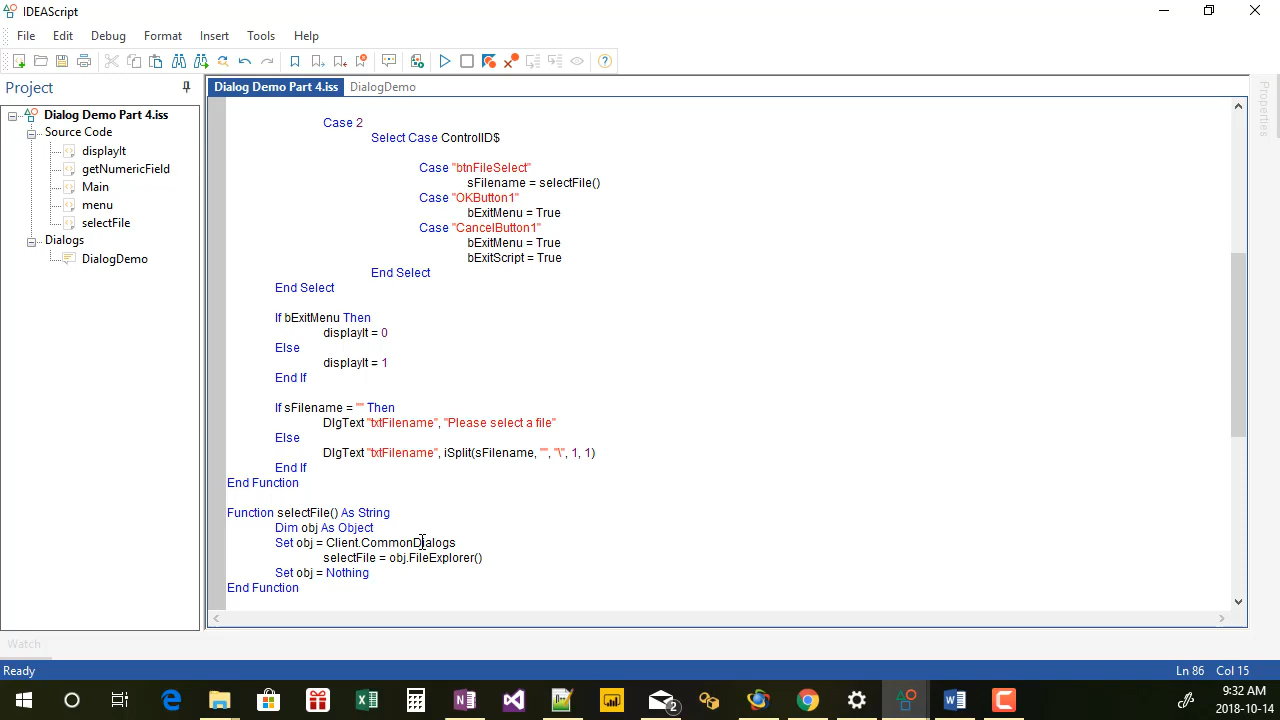 IDEAScript
File Edit Debug Format Insert Tools Help
Project
Dialog Demo Part 4.iss DialogDemo
Dialog Demo Part 4.iss
Source Code
displayIt
getNumericField
Main
menu
selectFile
Dialogs
DialogDemo
Case 2
Select Case ControlID$
Case "btnFileSelect"
sFilename = selectFile()
Case "OKButton1"
bExitMenu = True
Case "CancelButton1"
bExitMenu = True
bExitScript = True
End Select
End Select
If bExitMenu Then
displayIt = 0
Else
displayIt = 1
End If
If sFilename = "" Then
DlgText "txtFilename", "Please select a file"
Else
DlgText "txtFilename", iSplit(sFilename, "", "\", 1, 1)
End If
End Function
Function selectFile() As String
Dim obj As Object
Set obj = Client.CommonDialogs
selectFile = obj.FileExplorer()
Set obj = Nothing
End Function
Properties
Watch
Ready Ln 86 Col 15
2
9:32 AM
2018-10-14